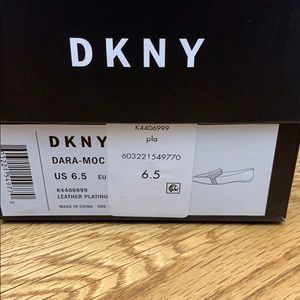 DKNY
K4406999
pla
603221549770
6.5
DKNY
DARA-MOC
US 6.5 EU
K4406999
LEATHER PLATINU
MADE IN CHINA